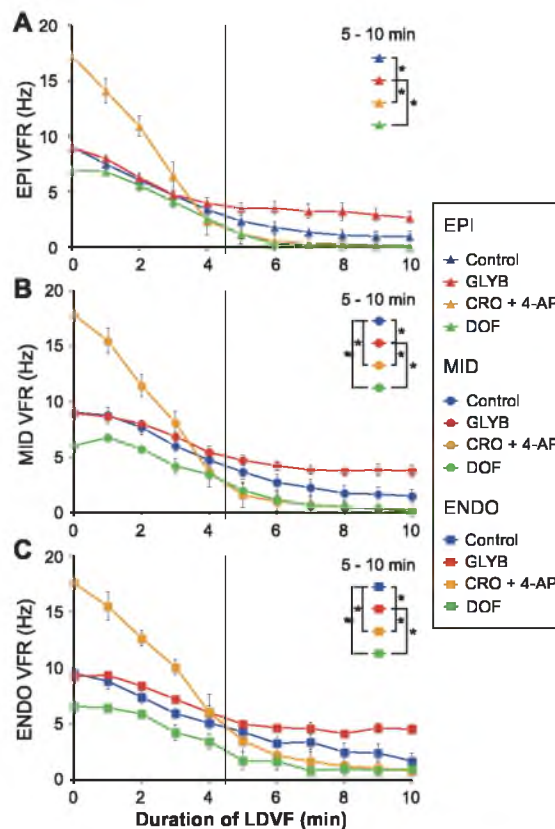 A
5 - 10 min
EPI VFR (Hz)
20
15
10
5
0
*
*
*
0 2 4 6 8 10
B
5 - 10 min
MID VFR (Hz)
20
15
10
5
0
*
*
*
*
*
0 2 4 6 8 10
C
5 - 10 min
ENDO VFR (Hz)
20
15
10
5
0
*
*
*
*
*
0 2 4 6 8 10
Duration of LDVF (min)
EPI
Control
GLYB
CRO + 4-AP
DOF
MID
Control
GLYB
CRO + 4-AP
DOF
ENDO
Control
GLYB
CRO + 4-AP
DOF